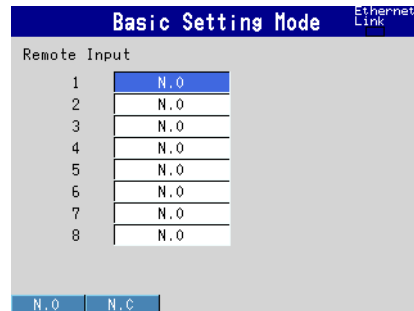 Basic Setting Mode
Ethernet
Link
Remote Input
1 N.O
2 N.O
3 N.O
4 N.O
5 N.O
6 N.O
7 N.O
8 N.O
N.O N.C